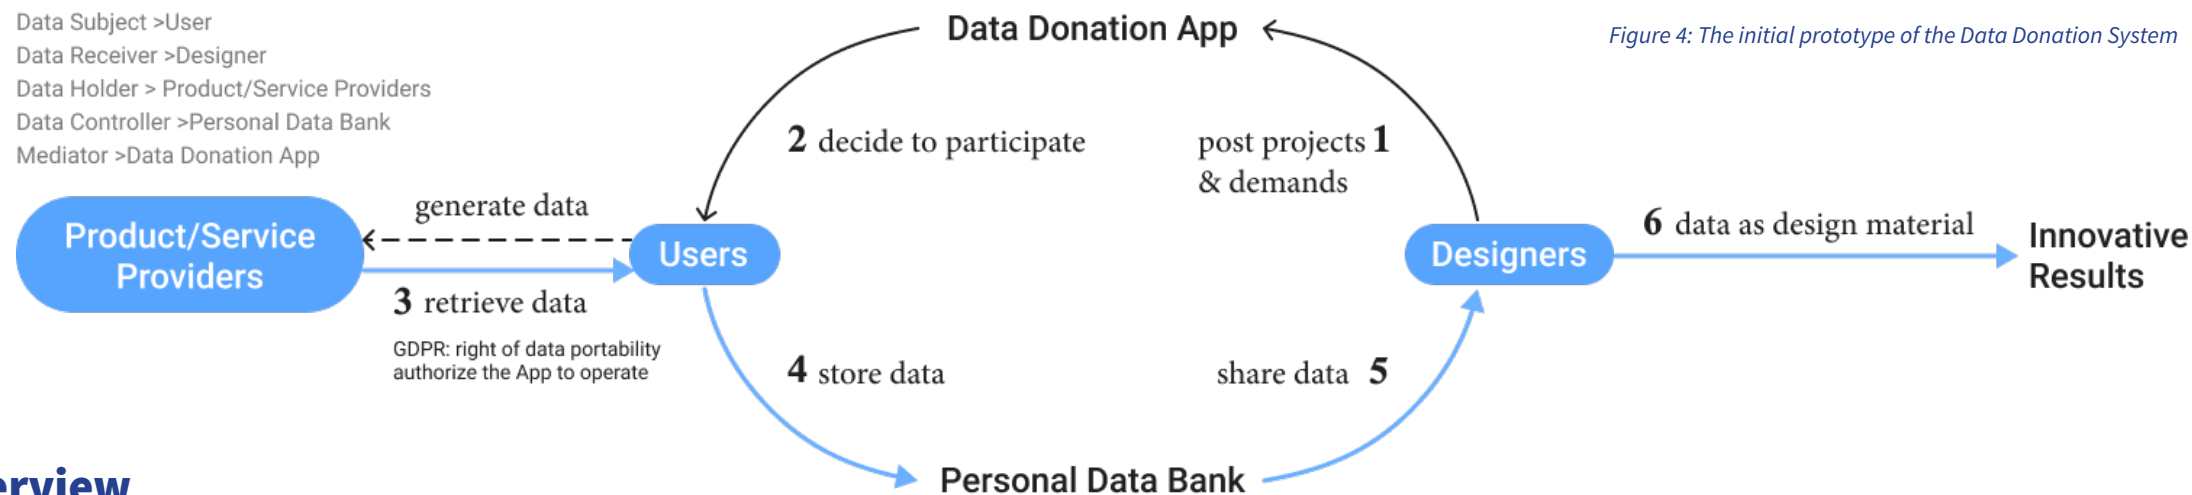 Data Subject >User
Data Receiver >Designer
Data Holder > Product/Service Providers
Data Controller >Personal Data Bank
Mediator >Data Donation App
Data Donation App
Figure 4: The initial prototype of the Data Donation System
2 decide to participate
post projects 1
& demands
generate data
Product/Service
Providers
Users
Designers
6 data as design material
Innovative
Results
3 retrieve data
GDPR: right of data portability
authorize the App to operate
4 store data
share data 5
Personal Data Bank
erview